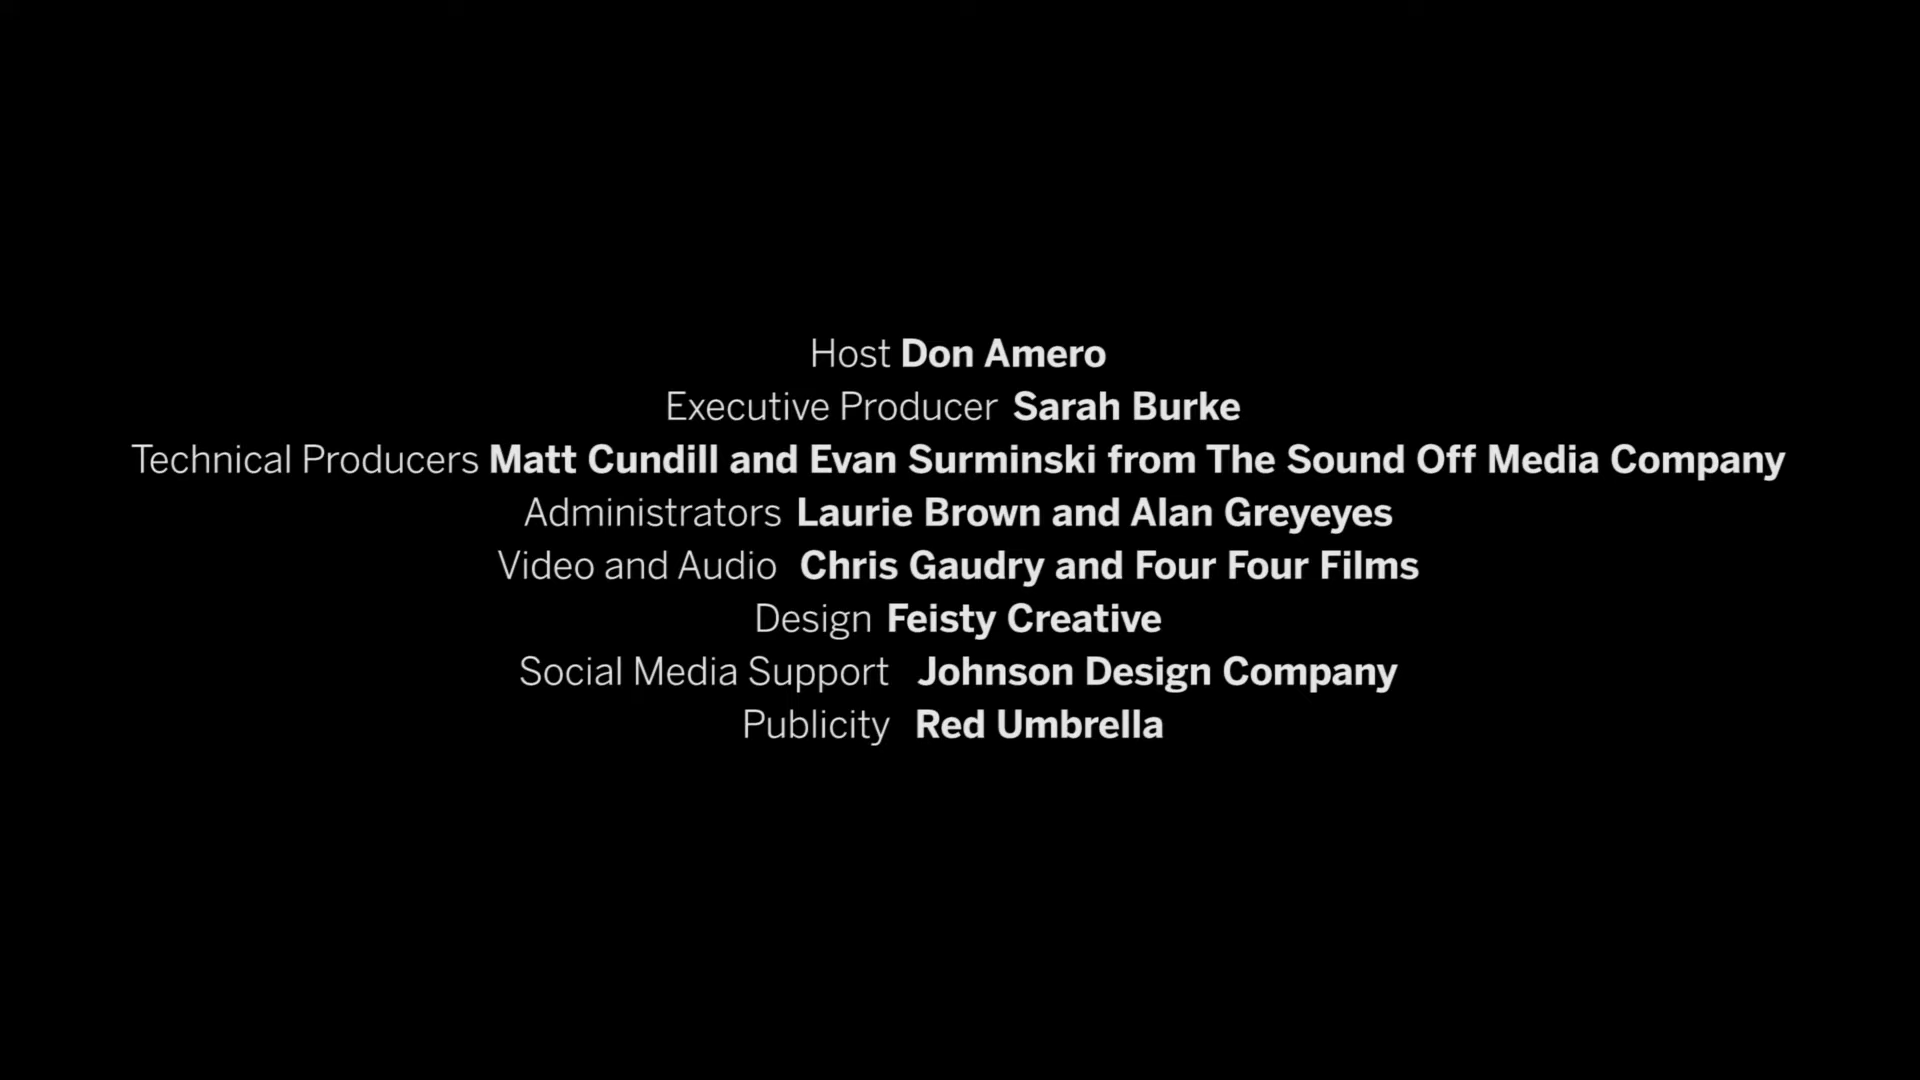 Host Don Amero
Executive Producer Sarah Burke
Technical Producers Matt Cundill and Evan Surminski from The Sound Off Media Company
Administrators Laurie Brown and Alan Greyeyes
Video and Audio Chris Gaudry and Four Four Films
Design Feisty Creative
Social Media Support Johnson Design Company
Publicity Red Umbrella